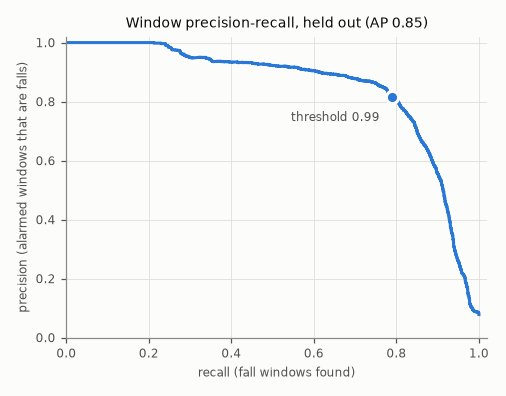 Window precision-recall, held out (AP 0.85)
precision (alarmed windows that are falls)
1.0
0.8
0.6
0.4
0.2
0.0
threshold 0.99
0.0 0.2 0.4 0.6 0.8 1.0
recall (fall windows found)